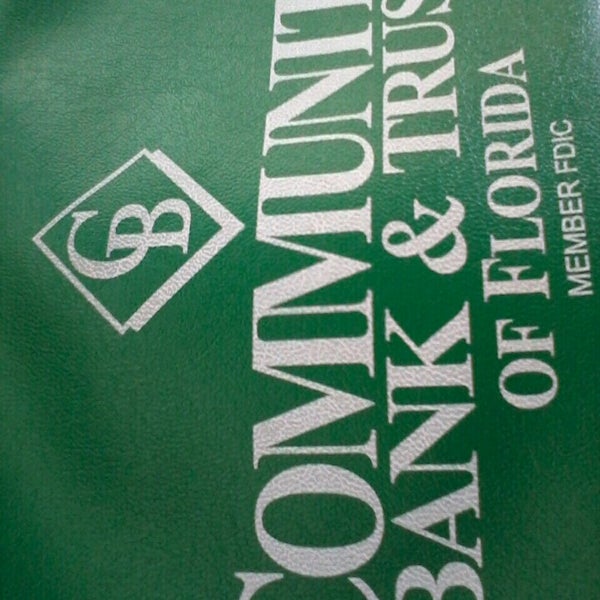 CB
COMMUNIT
BANK & TRUS
OF FLORIDA
MEMBER FDIC